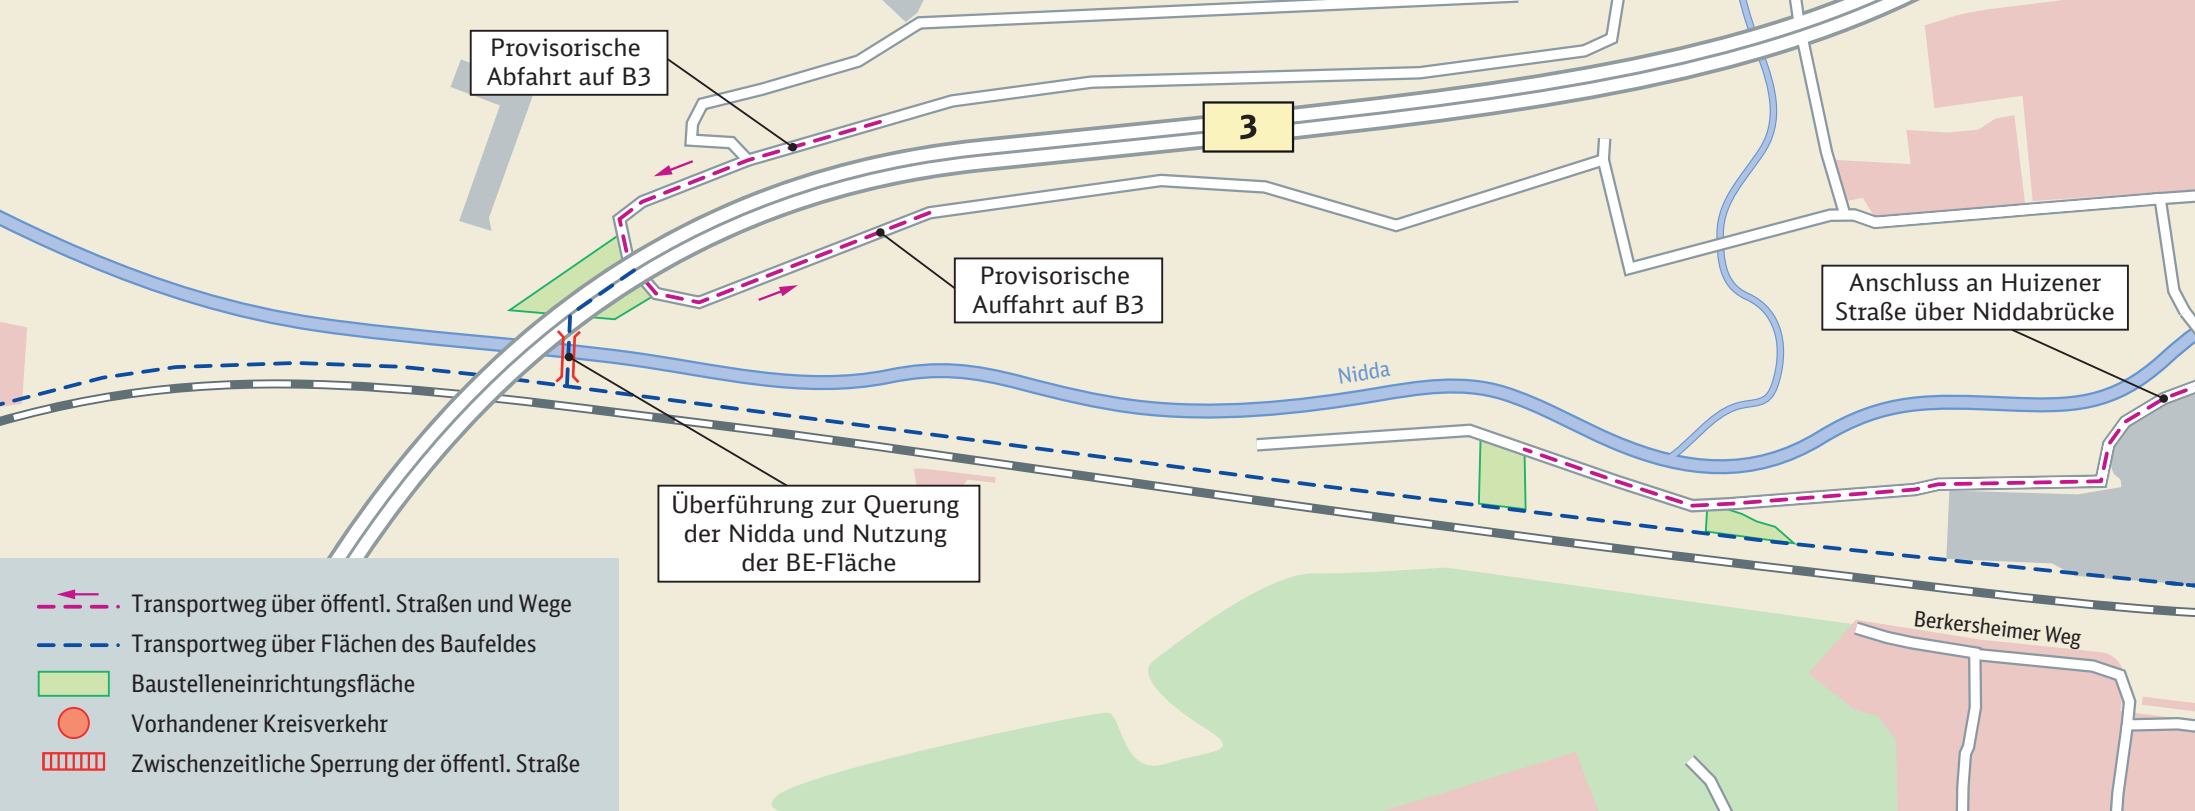 Provisorische
Abfahrt auf B3
3
Provisorische
Auffahrt auf B3
Anschluss an Huizener
Straße über Niddabrücke
Nidda
Überführung zur Querung
der Nidda und Nutzung
der BE-Fläche
Berkersheimer Weg
Transportweg über öffentl. Straßen und Wege
Transportweg über Flächen des Baufeldes
Baustelleneinrichtungsfläche
Vorhandener Kreisverkehr
Zwischenzeitliche Sperrung der öffentl. Straße